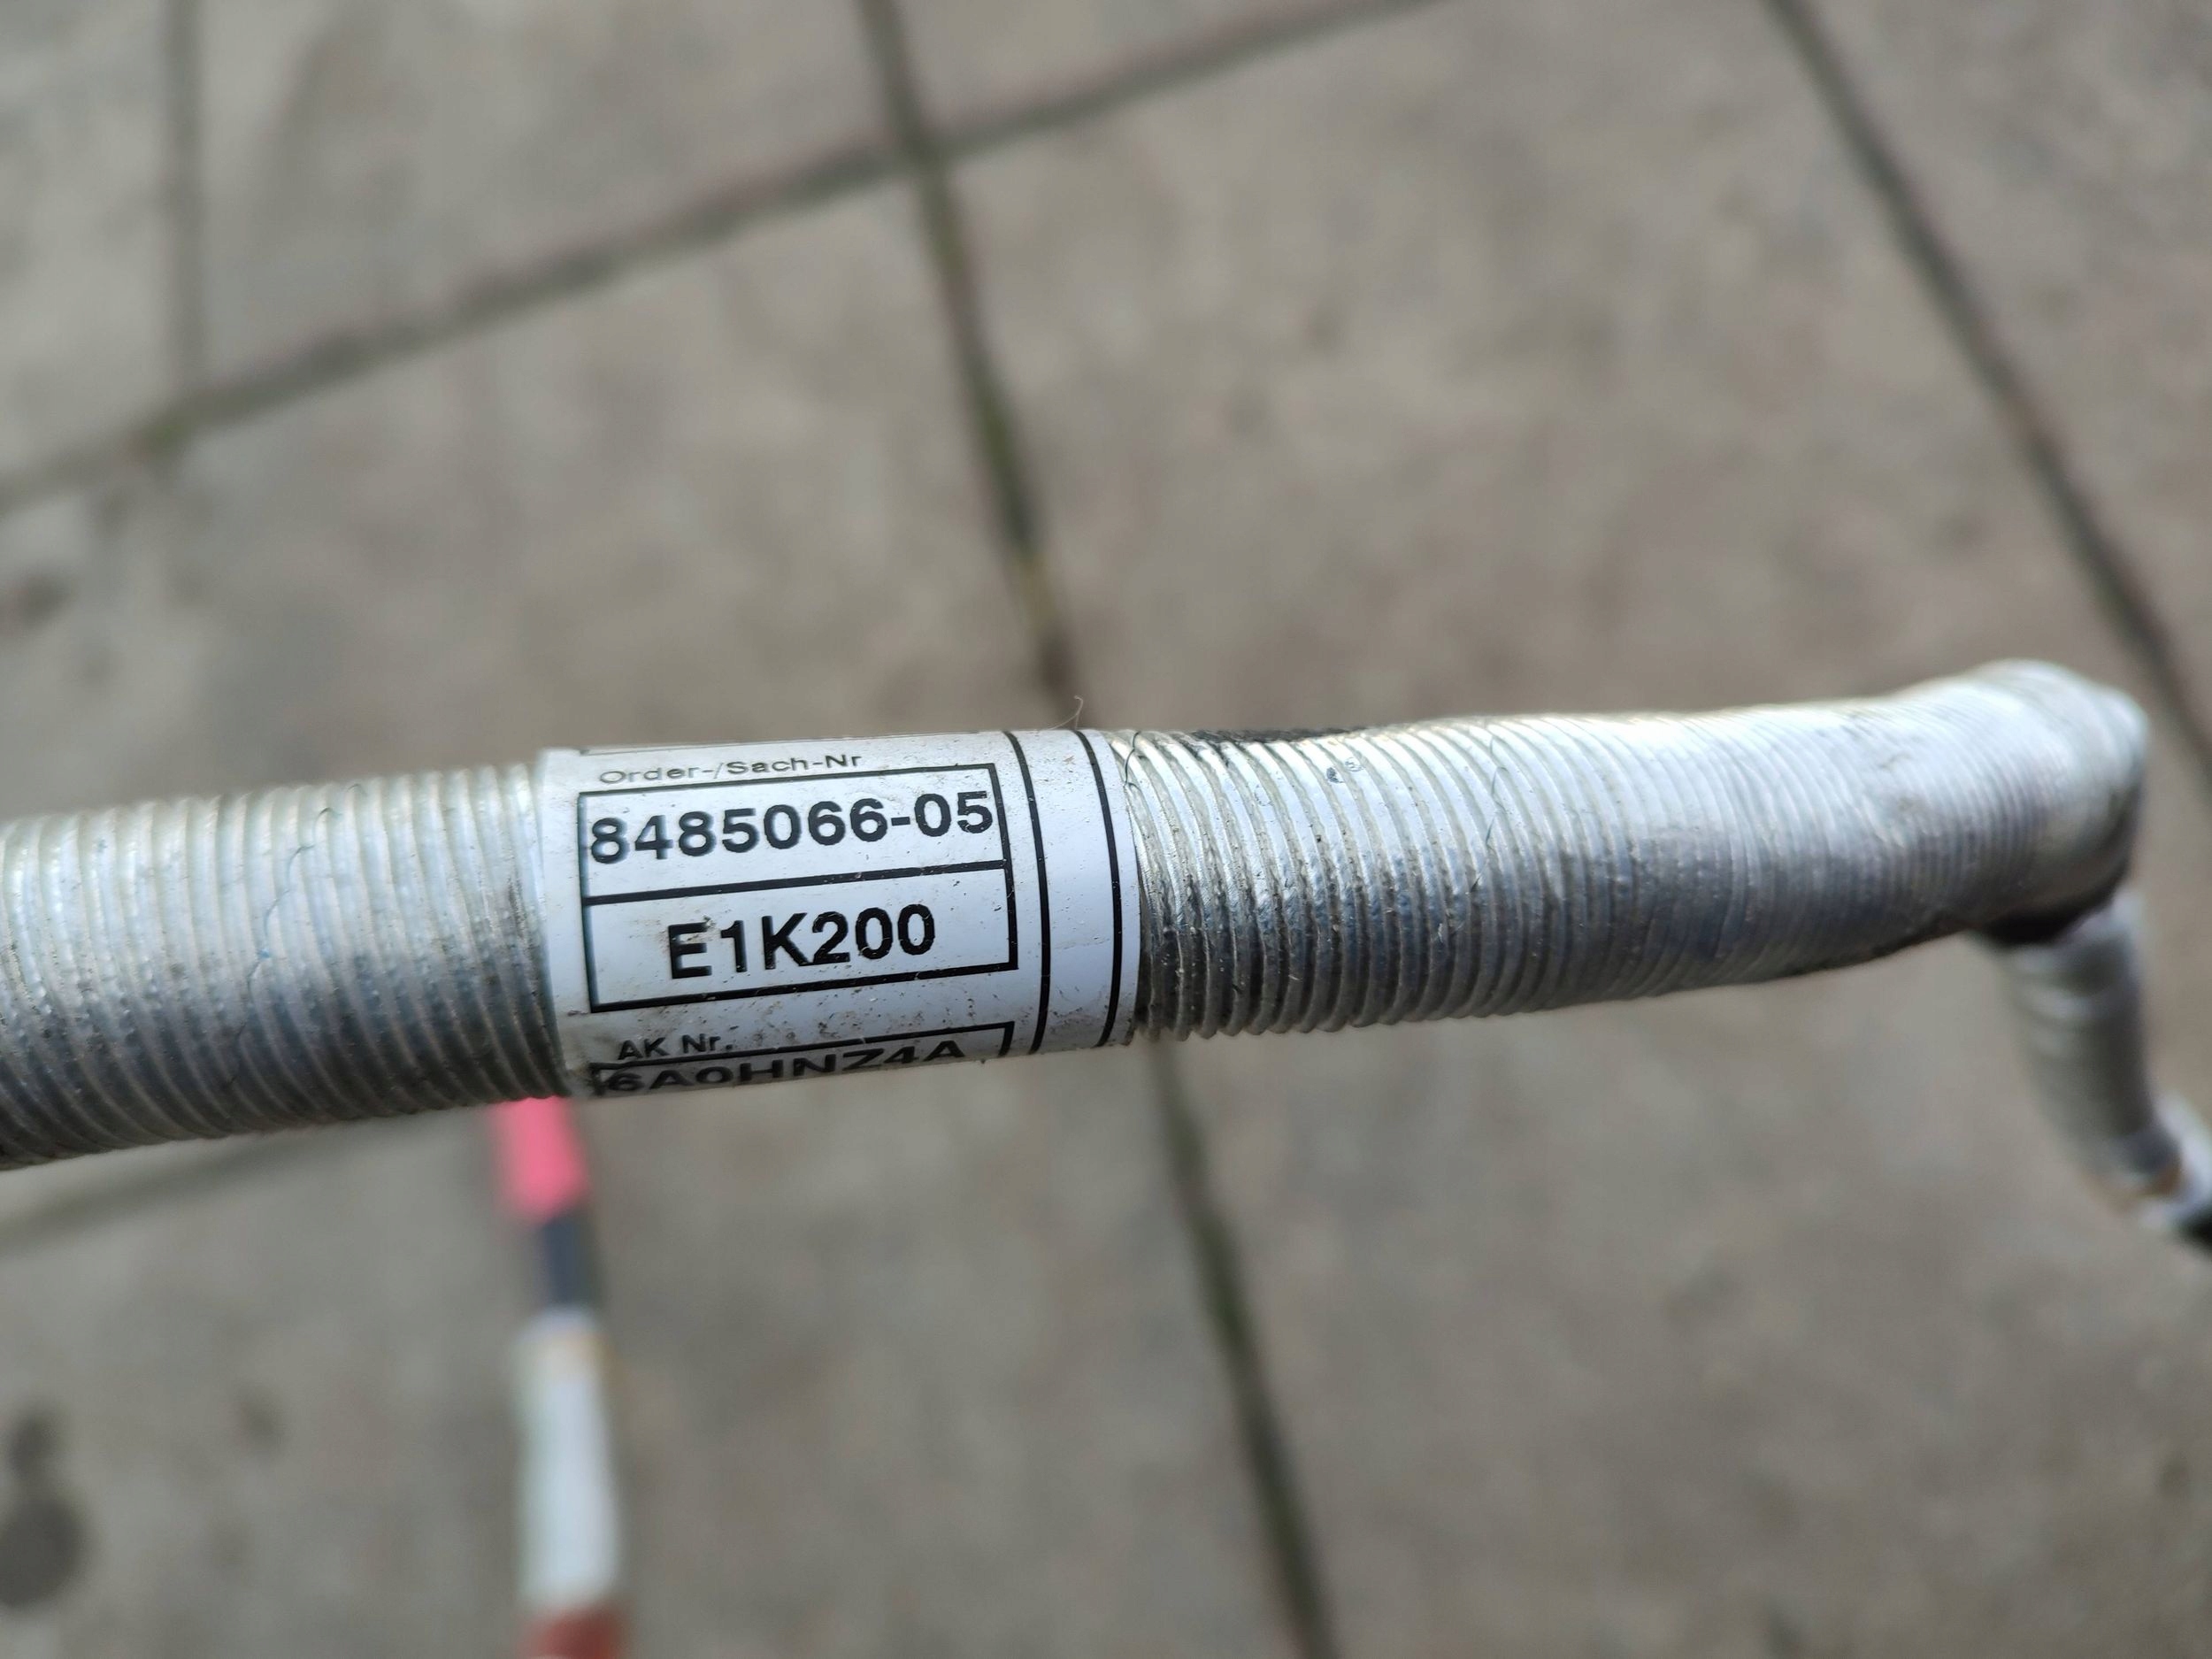 Order-/Sach-Nr
8485066-05
E1K200
AK Nr.
6A0HNZ4A